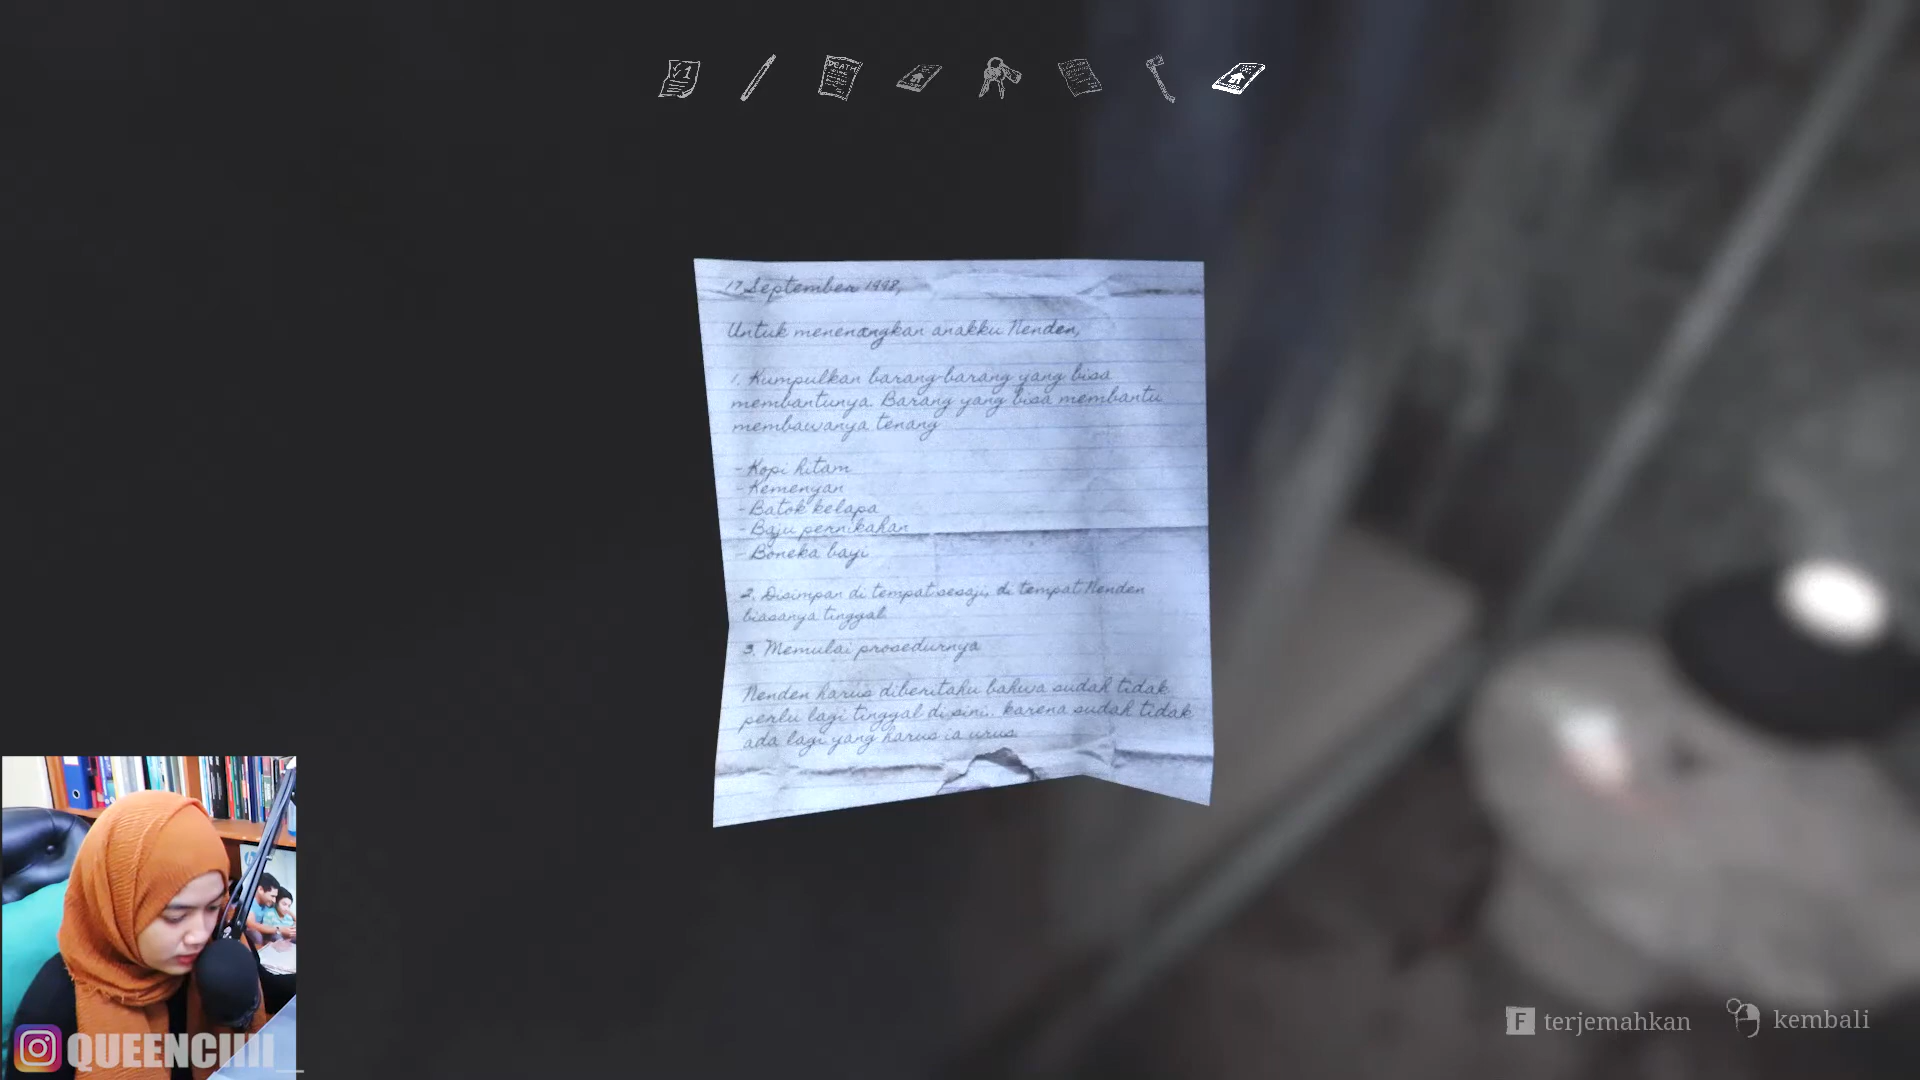 DEATH
17 September 1998,
Untuk menenangkan anakku Nenden,
1. Kumpulkan barang-barang yang bisa
membantunya. Barang yang bisa membantu
membawanya tenang
- Kopi hitam
- Kemenyan
- Batok kelapa
- Baju pernikahan
- Boneka bayi
2. Disimpan di tempat sesaji, di tempat Nenden
biasanya tinggal
3. Memulai prosedurnya
Nenden harus diberitahu bahwa sudah tidak
perlu lagi tinggal di sini. karena sudah tidak
ada lagi yang harus ia urus.
F terjemahkan
kembali
QUEENCHII_